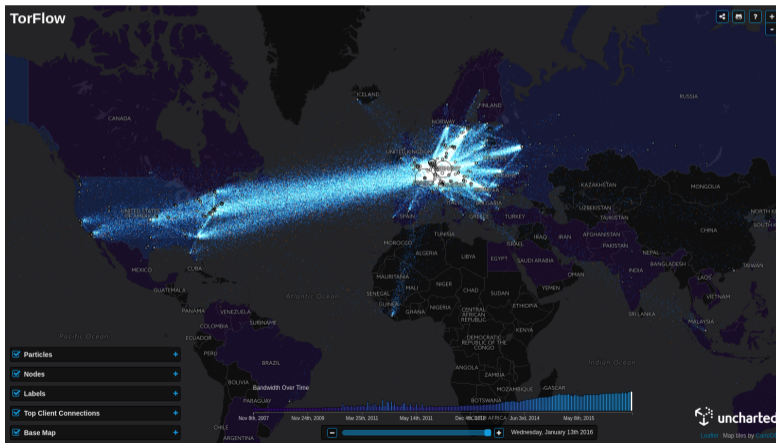 TorFlow
?
+
-
ICELAND
RUSSIA
FINLAND
NORWAY
CANADA
KAZAKHSTAN
MONGOLIA
UZBEKISTAN
TAJIKISTAN
SPAIN
GREECE
TURKEY
CHINA
TUNISIA
IRAQ
IRAN
AFGHANISTAN
MOROCCO
ISRAEL
PAKISTAN
ALGERIA
LIBYA
EGYPT
SAUDI ARABIA
NEPAL
BANGLADESH
TAIWAN
MEXICO
CUBA
OMAN
INDIA
LAOS
MAURITANIA
GUATEMALA
SENEGAL
MALI
NIGER
CHAD
SUDAN
YEMEN
VIETNAM
Atlantic Ocean
GUINEA
GHANA
NIGERIA
CENTRAL
AFRICAN
REPUBLIC
ETHIOPIA
PANAMA
VENEZUELA
SRI LANKA
COLOMBIA
SURINAME
MALAYSIA
KENYA
Pacific Ocean
ECUADOR
DEMOCRATIC
REPUBLIC OF THE
CONGO
PERU
BRAZIL
Indian Ocean
ANGOLA
ZAMBIA
BOLIVIA
MOZAMBIQUE
BOTSWANA
PARAGUAY
CHILE
ARGENTINA
Particles +
Nodes +
Labels +
Top Client Connections +
Base Map +
Bandwidth Over Time
Nov 8th, 2007
Nov 24th, 2009
Mar 25th, 2011
May 14th, 2011
Jun 3rd, 2014
May 8th, 2015
Wednesday, January 13th 2016
uncharted
Leaflet Map tiles by